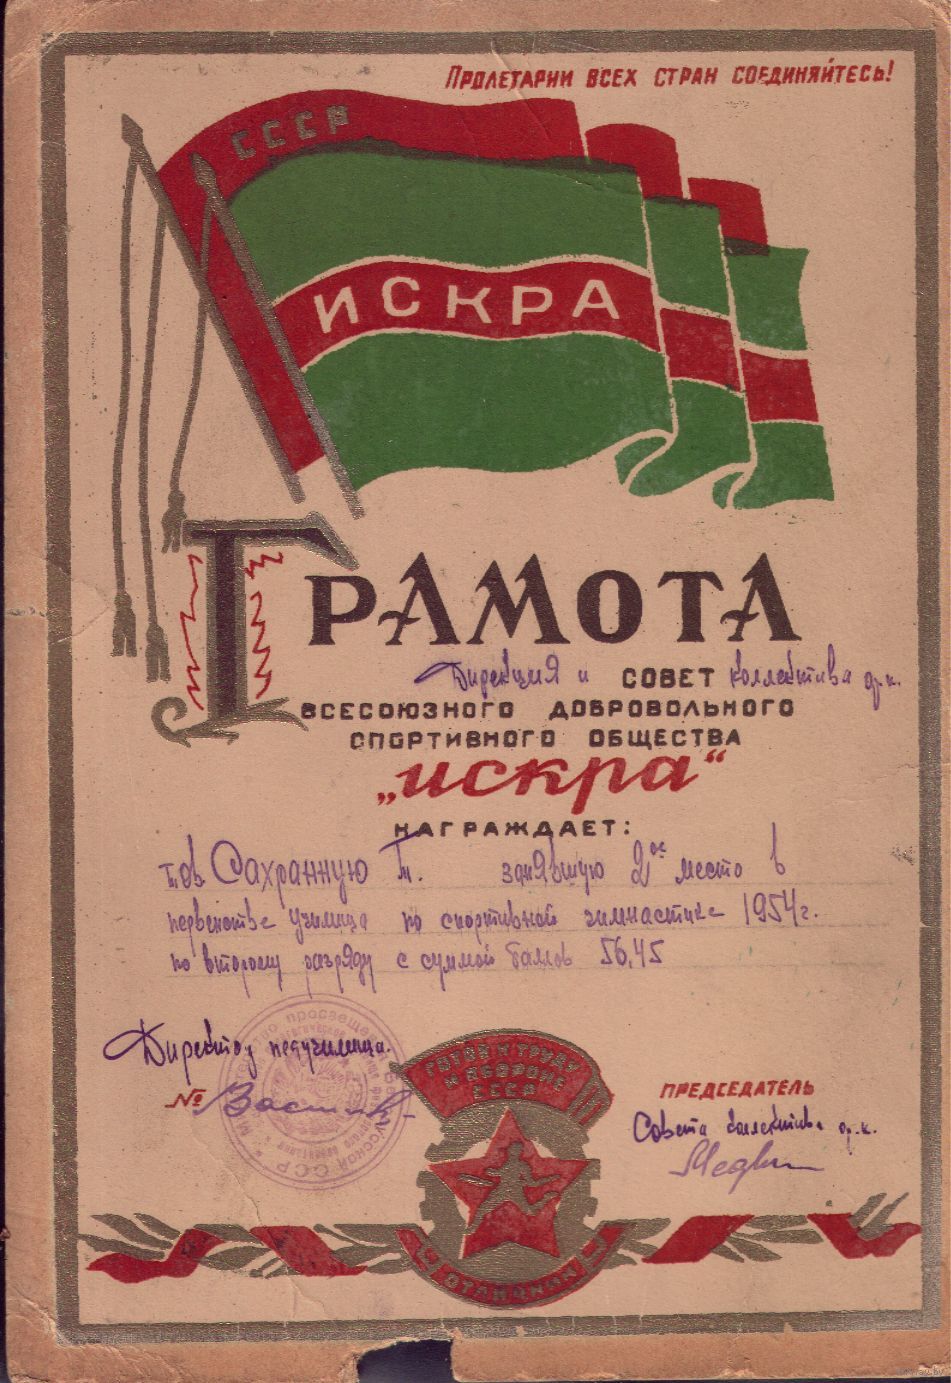 Пролетарии всех стран соединяйтесь!
СССР
ИСКРА
Грамота
Дирекция и СОВЕТ коллектива ф.к.
ВСЕСОЮЗНОГО ДОБРОВОЛЬНОГО
СПОРТИВНОГО ОБЩЕСТВА
„искра“
НАГРАЖДАЕТ:
тов. Сахранную Т. занявшую 2ое место в
первенстве училища по спортивной гимнастике 1954 г.
по второму разряду с суммой баллов 56,45
Директор педучилища.
№
ГОТОВ К ТРУДУ
И ОБОРОНЕ
СССР
ОТЛИЧНИК
ПРЕДСЕДАТЕЛЬ
Совета коллектива ф.к.